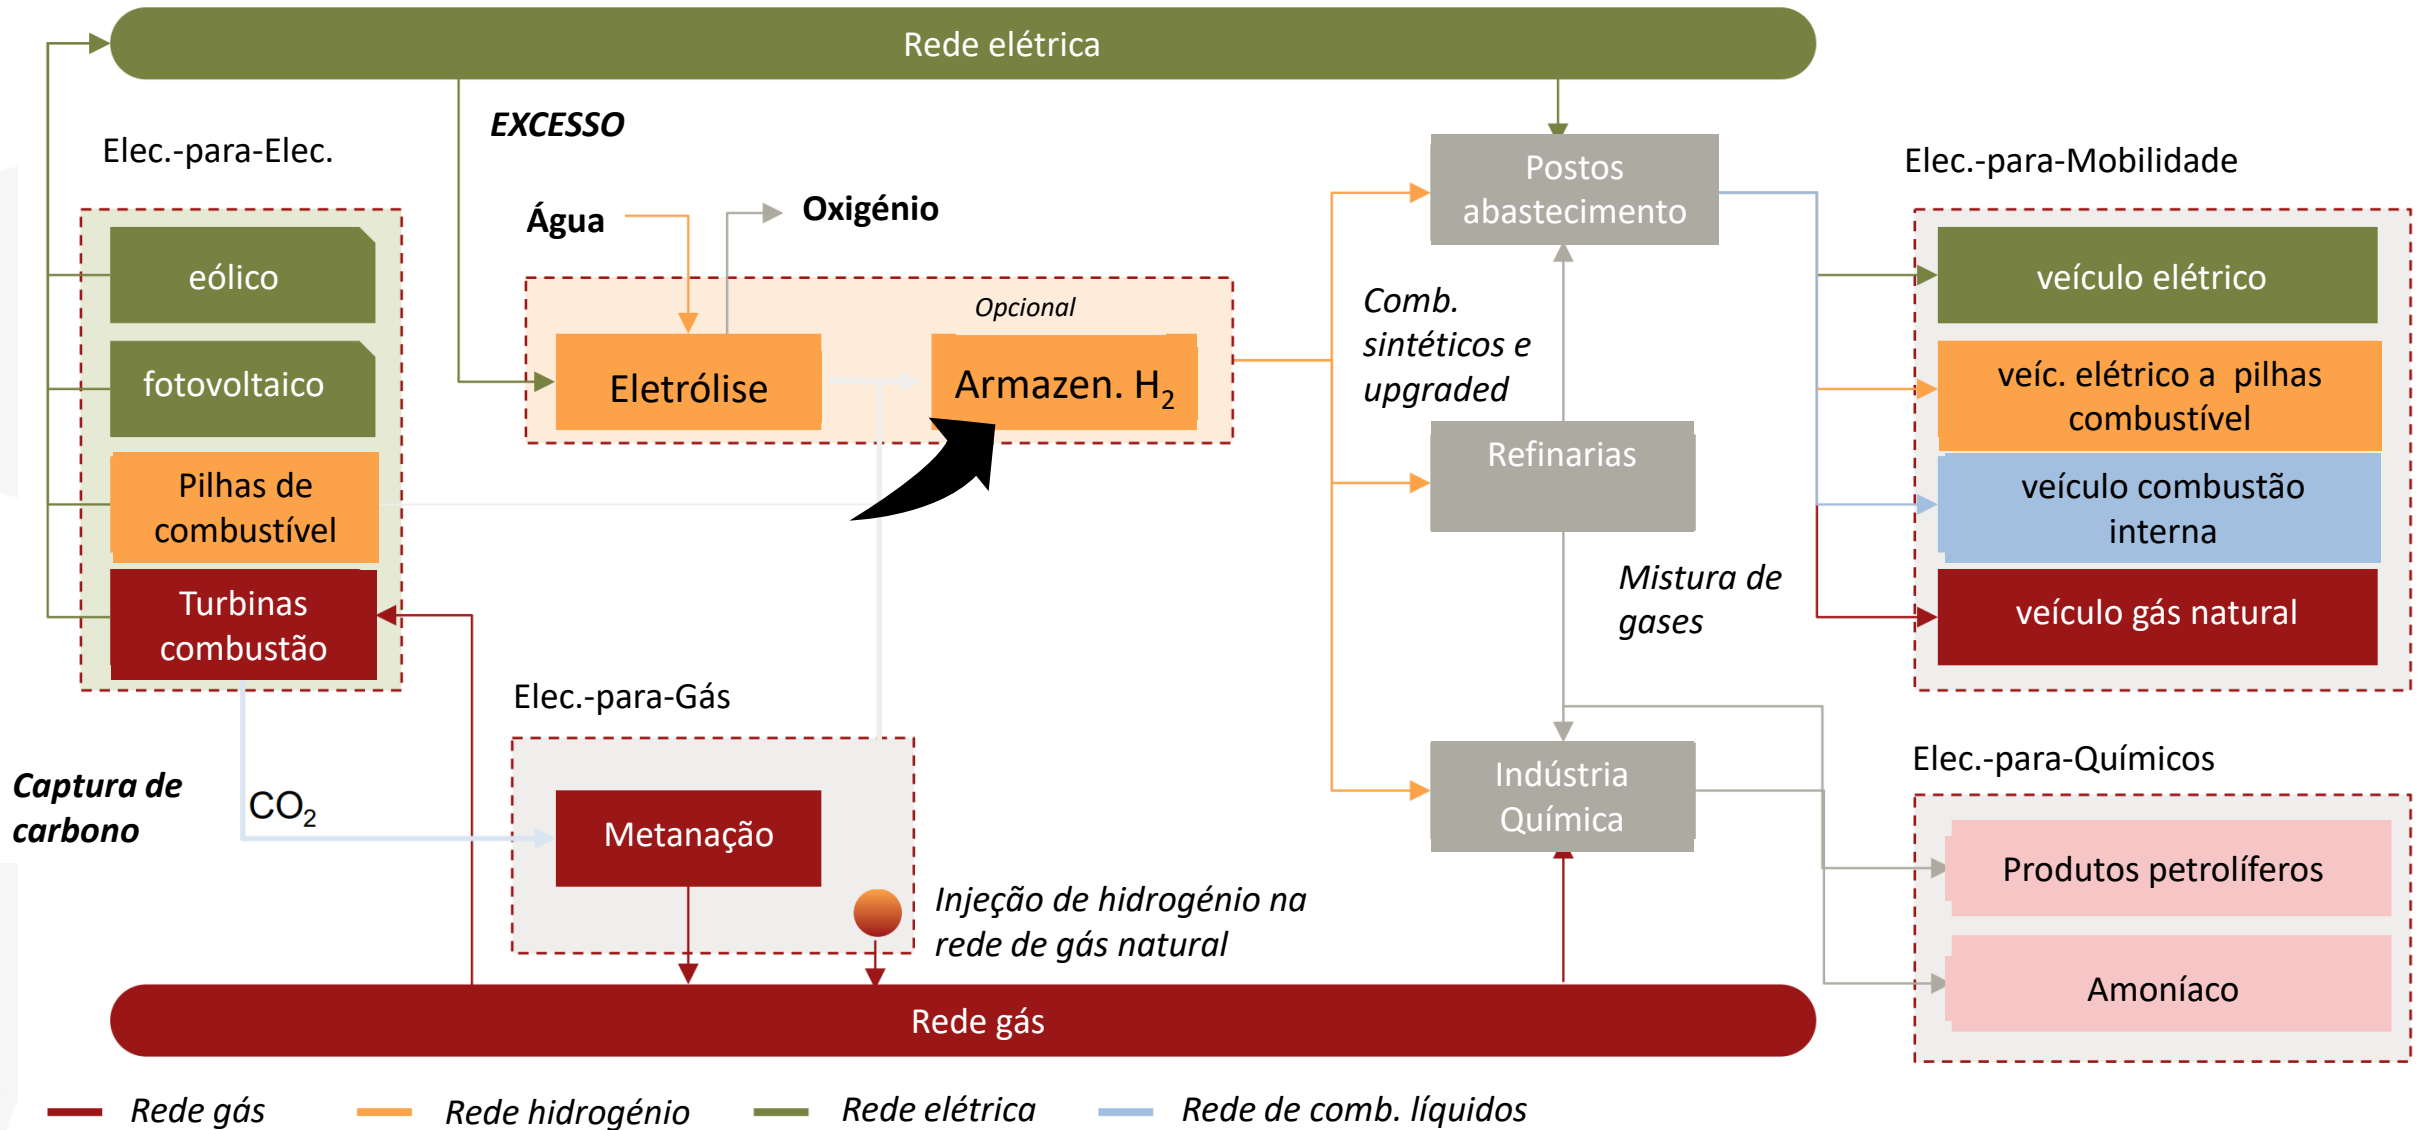 Rede elétrica
EXCESSO
Elec.-para-Elec.
Elec.-para-Mobilidade
Água
Oxigénio
Postos
abastecimento
eólico
fotovoltaico
Pilhas de
combustível
Turbinas
combustão
Opcional
Eletrólise
Armazen. H₂
Comb.
sintéticos e
upgraded
Refinarias
Mistura de
gases
veículo elétrico
veíc. elétrico a pilhas
combustível
veículo combustão
interna
veículo gás natural
Elec.-para-Gás
Captura de
carbono
CO₂
Metanação
Injeção de hidrogénio na
rede de gás natural
Indústria
Química
Elec.-para-Químicos
Produtos petrolíferos
Amoníaco
Rede gás
Rede gás
Rede hidrogénio
Rede elétrica
Rede de comb. líquidos